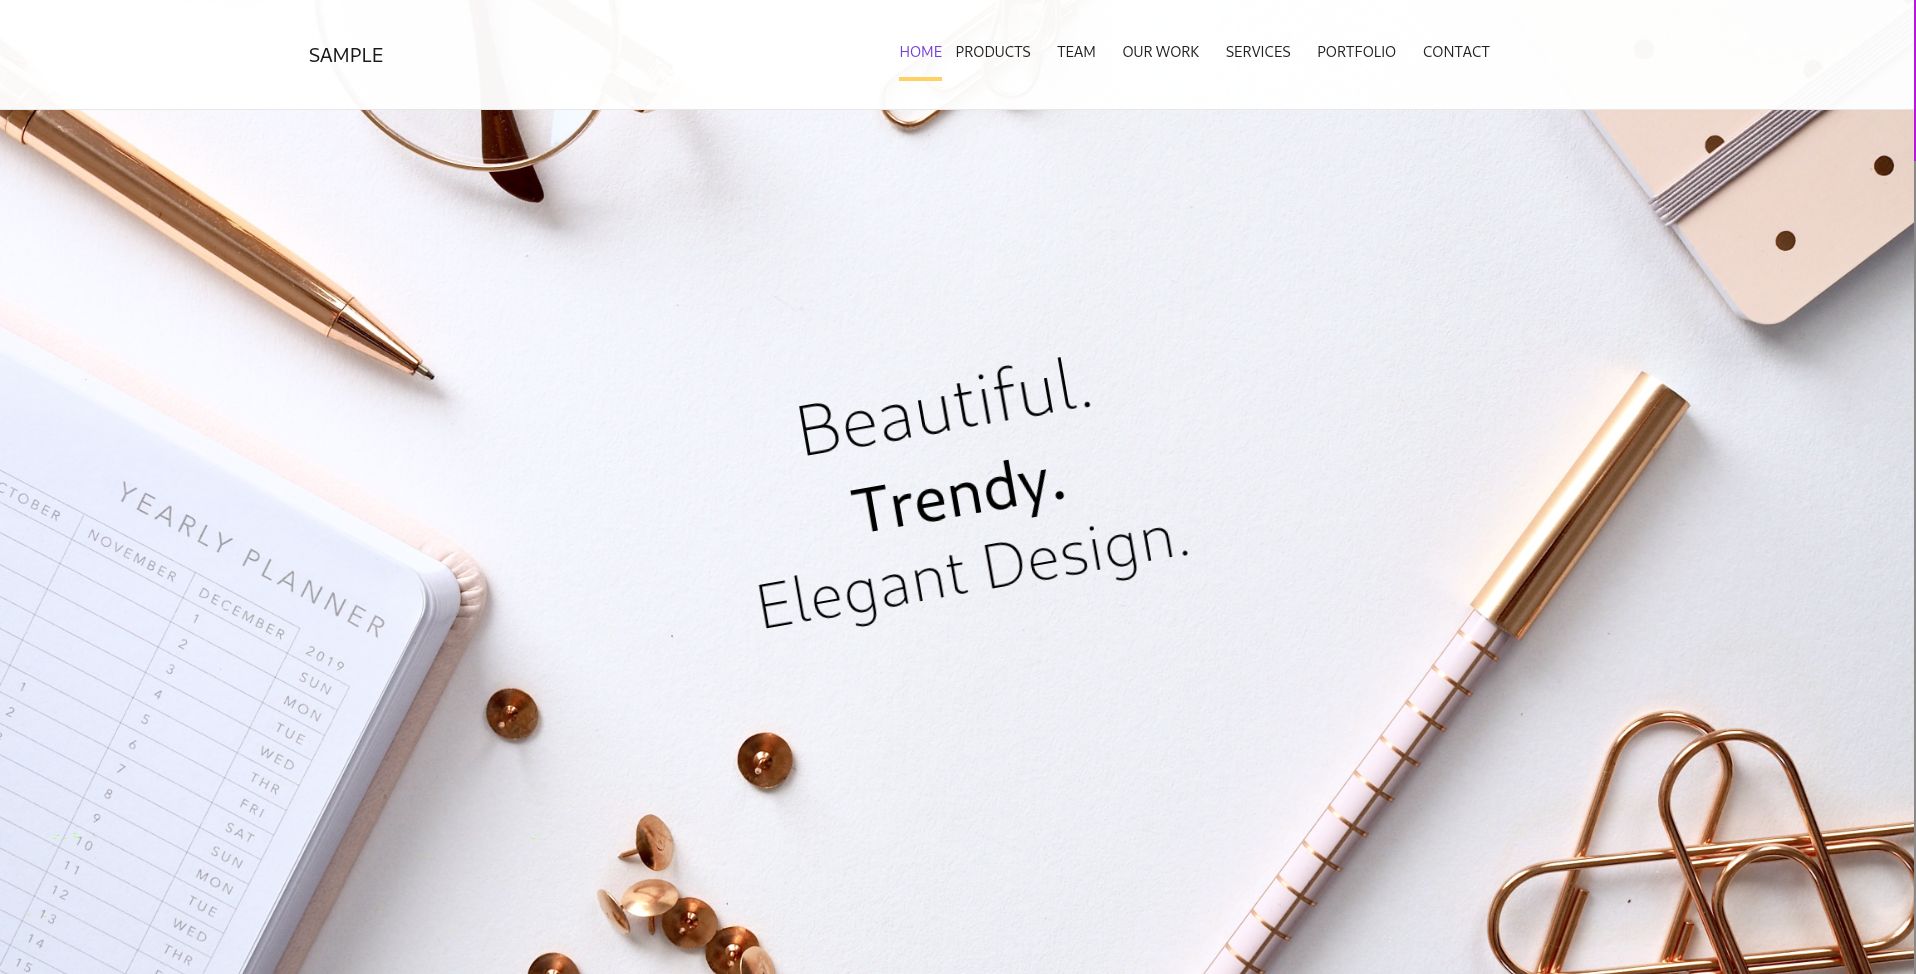 SAMPLE
HOME PRODUCTS TEAM OUR WORK SERVICES PORTFOLIO CONTACT
Beautiful.
Trendy.
Elegant Design.
YEARLY PLANNER
NOVEMBER
DECEMBER
2019
1 SUN
2 MON
3 TUE
1 4 WED
2 5 THR
6 FRI
7 SAT
8 SUN
9 MON
10 TUE
11 WED
12 THR
13
14
15